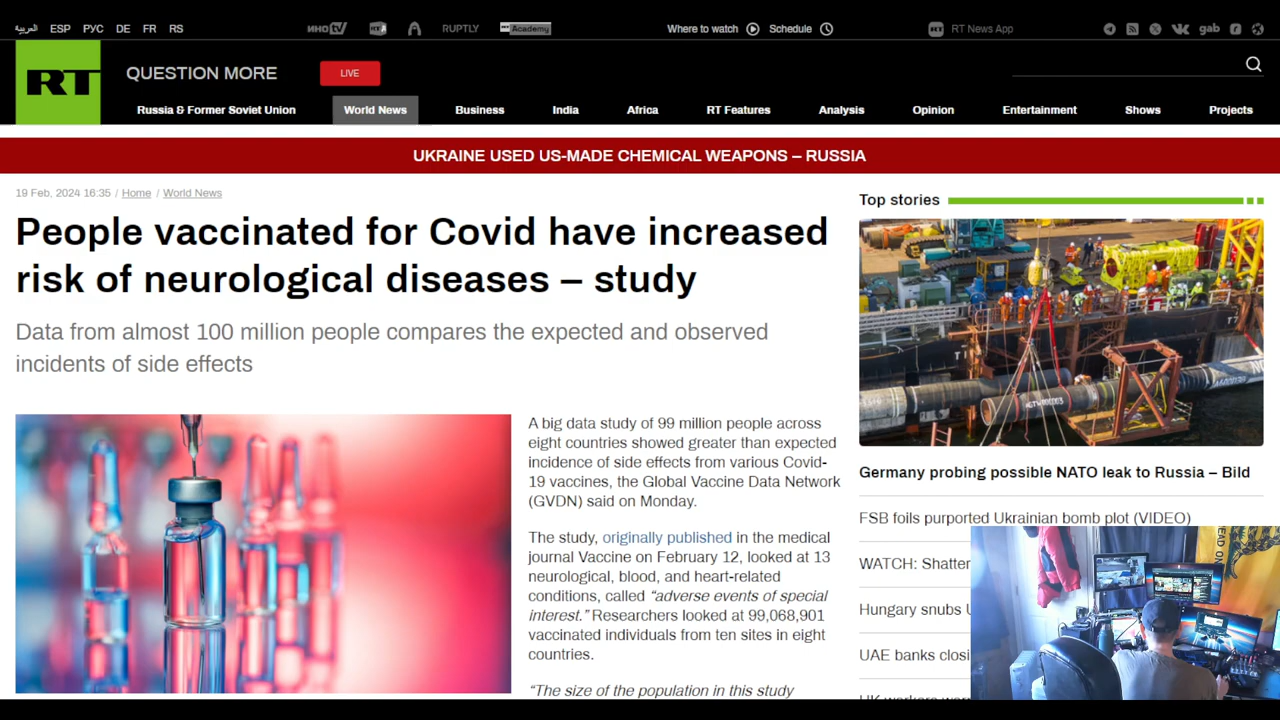 العربية ESP РУС DE FR RS ИНОTV RTД RUPTLY RT Academy Where to watch Schedule RT News App gab
RT QUESTION MORE LIVE
Russia & Former Soviet Union World News Business India Africa RT Features Analysis Opinion Entertainment Shows Projects
UKRAINE USED US-MADE CHEMICAL WEAPONS – RUSSIA
19 Feb, 2024 16:35 / Home / World News
People vaccinated for Covid have increased
risk of neurological diseases – study
Data from almost 100 million people compares the expected and observed
incidents of side effects
A big data study of 99 million people across
eight countries showed greater than expected
incidence of side effects from various Covid-
19 vaccines, the Global Vaccine Data Network
(GVDN) said on Monday.
The study, originally published in the medical
journal Vaccine on February 12, looked at 13
neurological, blood, and heart-related
conditions, called “adverse events of special
interest.” Researchers looked at 99,068,901
vaccinated individuals from ten sites in eight
countries.
“The size of the population in this study
Top stories
Germany probing possible NATO leak to Russia – Bild
FSB foils purported Ukrainian bomb plot (VIDEO)
WATCH: Shatter
Hungary snubs
UAE banks closi
UK workers